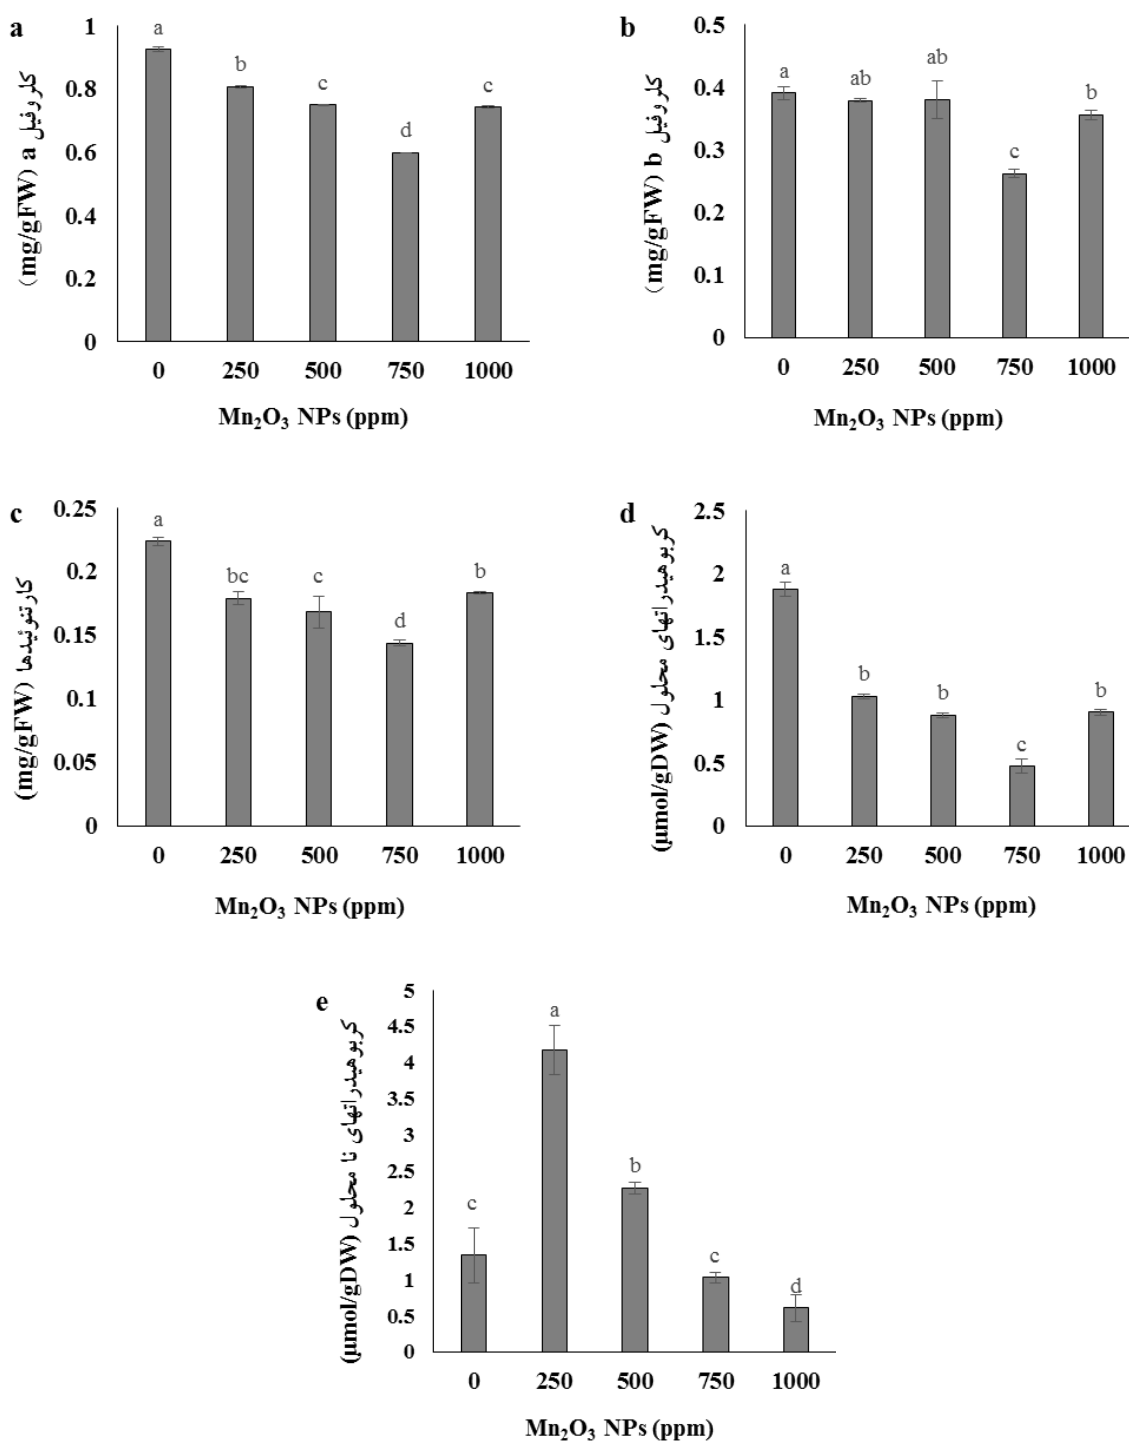 a
کلروفیل a (mg/gFW)
1
0.8
0.6
0.4
0.2
0
a
b
c
d
c
0 250 500 750 1000
Mn₂O₃ NPs (ppm)
b
کلروفیل b (mg/gFW)
0.5
0.4
0.3
0.2
0.1
0
a
ab
ab
c
b
0 250 500 750 1000
Mn₂O₃ NPs (ppm)
c
کارتنوئیدها (mg/gFW)
0.25
0.2
0.15
0.1
0.05
0
a
bc
c
d
b
0 250 500 750 1000
Mn₂O₃ NPs (ppm)
d
کربوهیدراتهای محلول (µmol/gDW)
2.5
2
1.5
1
0.5
0
a
b
b
c
b
0 250 500 750 1000
Mn₂O₃ NPs (ppm)
e
کربوهیدراتهای نا محلول (µmol/gDW)
5
4.5
4
3.5
3
2.5
2
1.5
1
0.5
0
c
a
b
c
d
0 250 500 750 1000
Mn₂O₃ NPs (ppm)